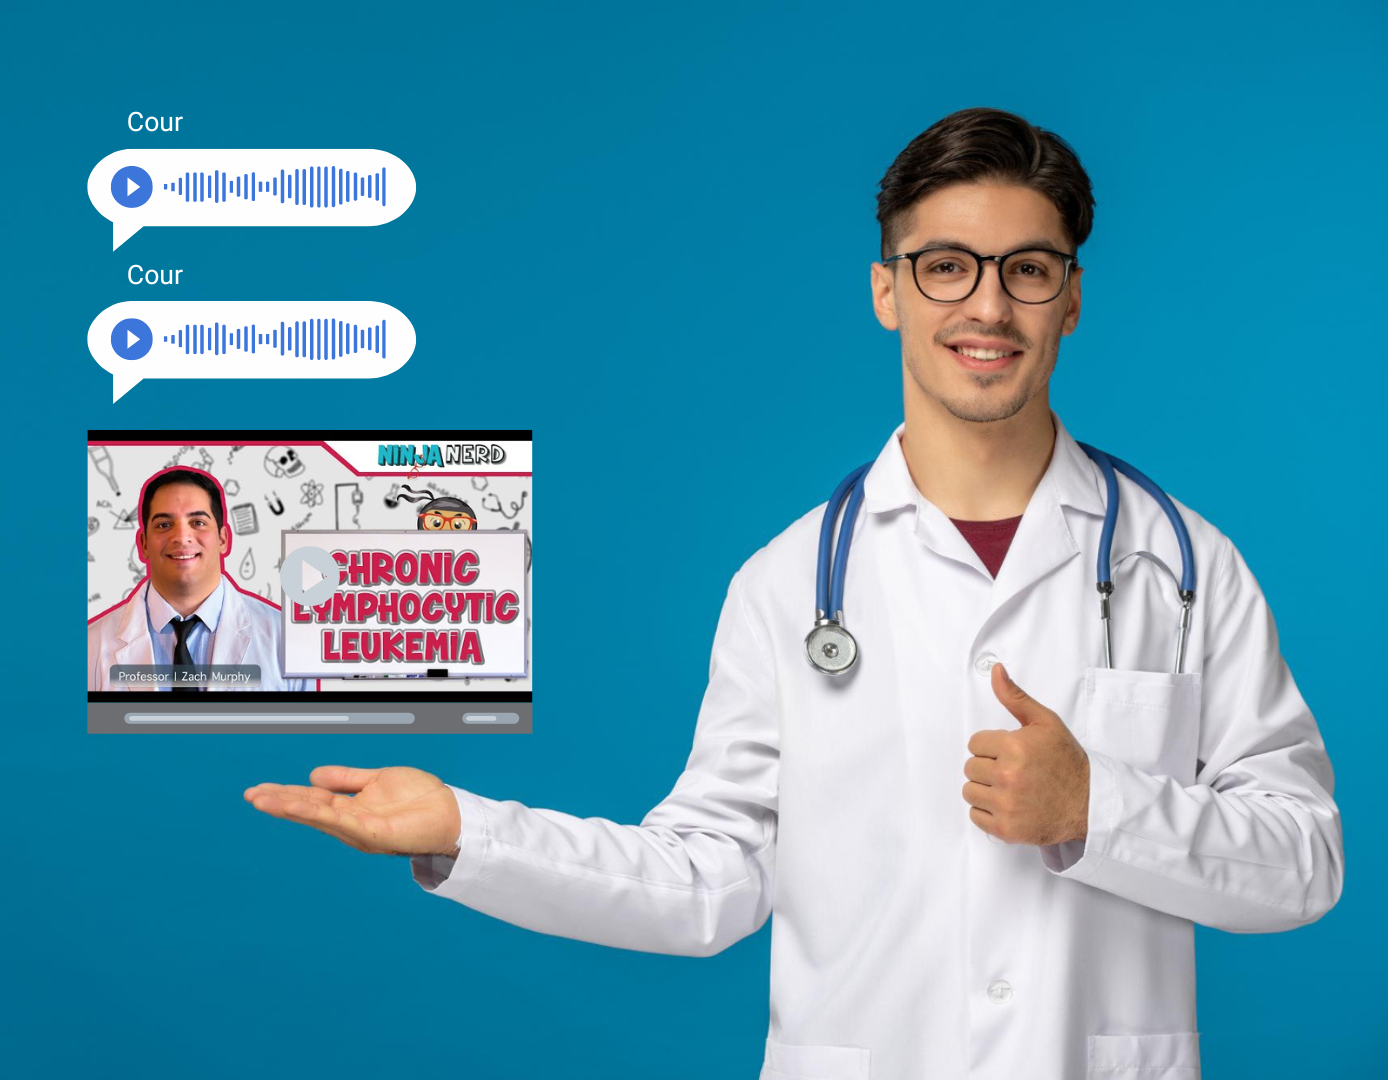 Cour
Cour
NINJA NERD
CHRONIC
LYMPHOCYTIC
LEUKEMIA
Professor | Zach Murphy